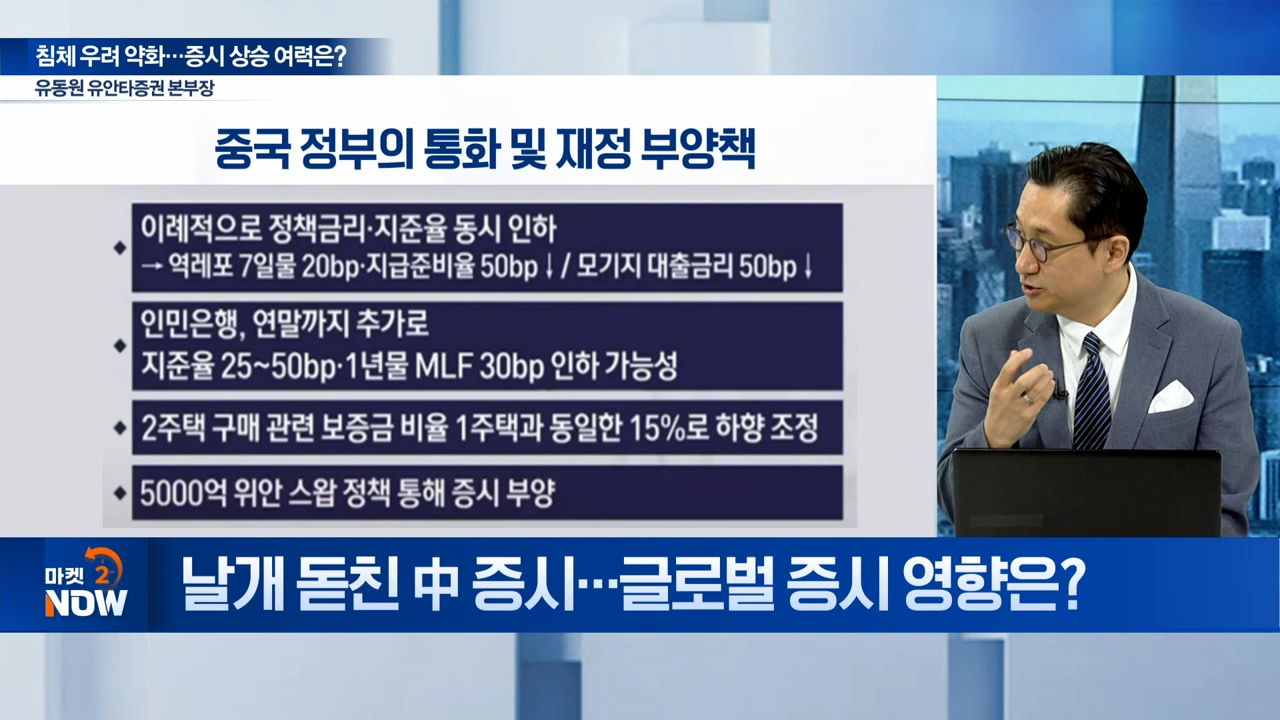 침체 우려 약화…증시 상승 여력은?
유동원 유안타증권 본부장
중국 정부의 통화 및 재정 부양책
이례적으로 정책금리·지준율 동시 인하
→ 역레포 7일물 20bp·지급준비율 50bp↓/ 모기지 대출금리 50bp↓
인민은행, 연말까지 추가로
지준율 25~50bp·1년물 MLF 30bp 인하 가능성
2주택 구매 관련 보증금 비율 1주택과 동일한 15%로 하향 조정
5000억 위안 스왑 정책 통해 증시 부양
마켓 2
NOW
날개 돋친 中 증시…글로벌 증시 영향은?